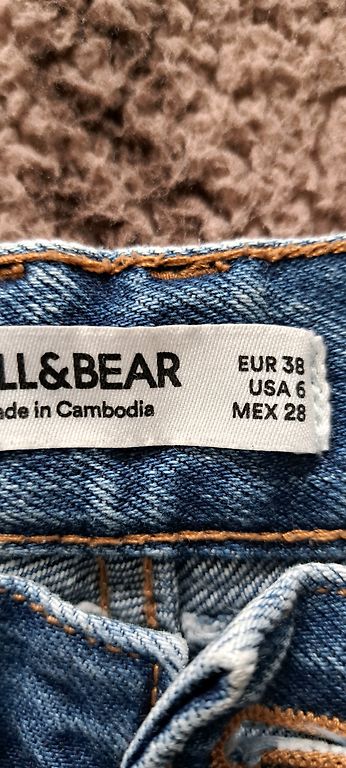 LL&BEAR
ade in Cambodia
EUR 38
USA 6
MEX 28